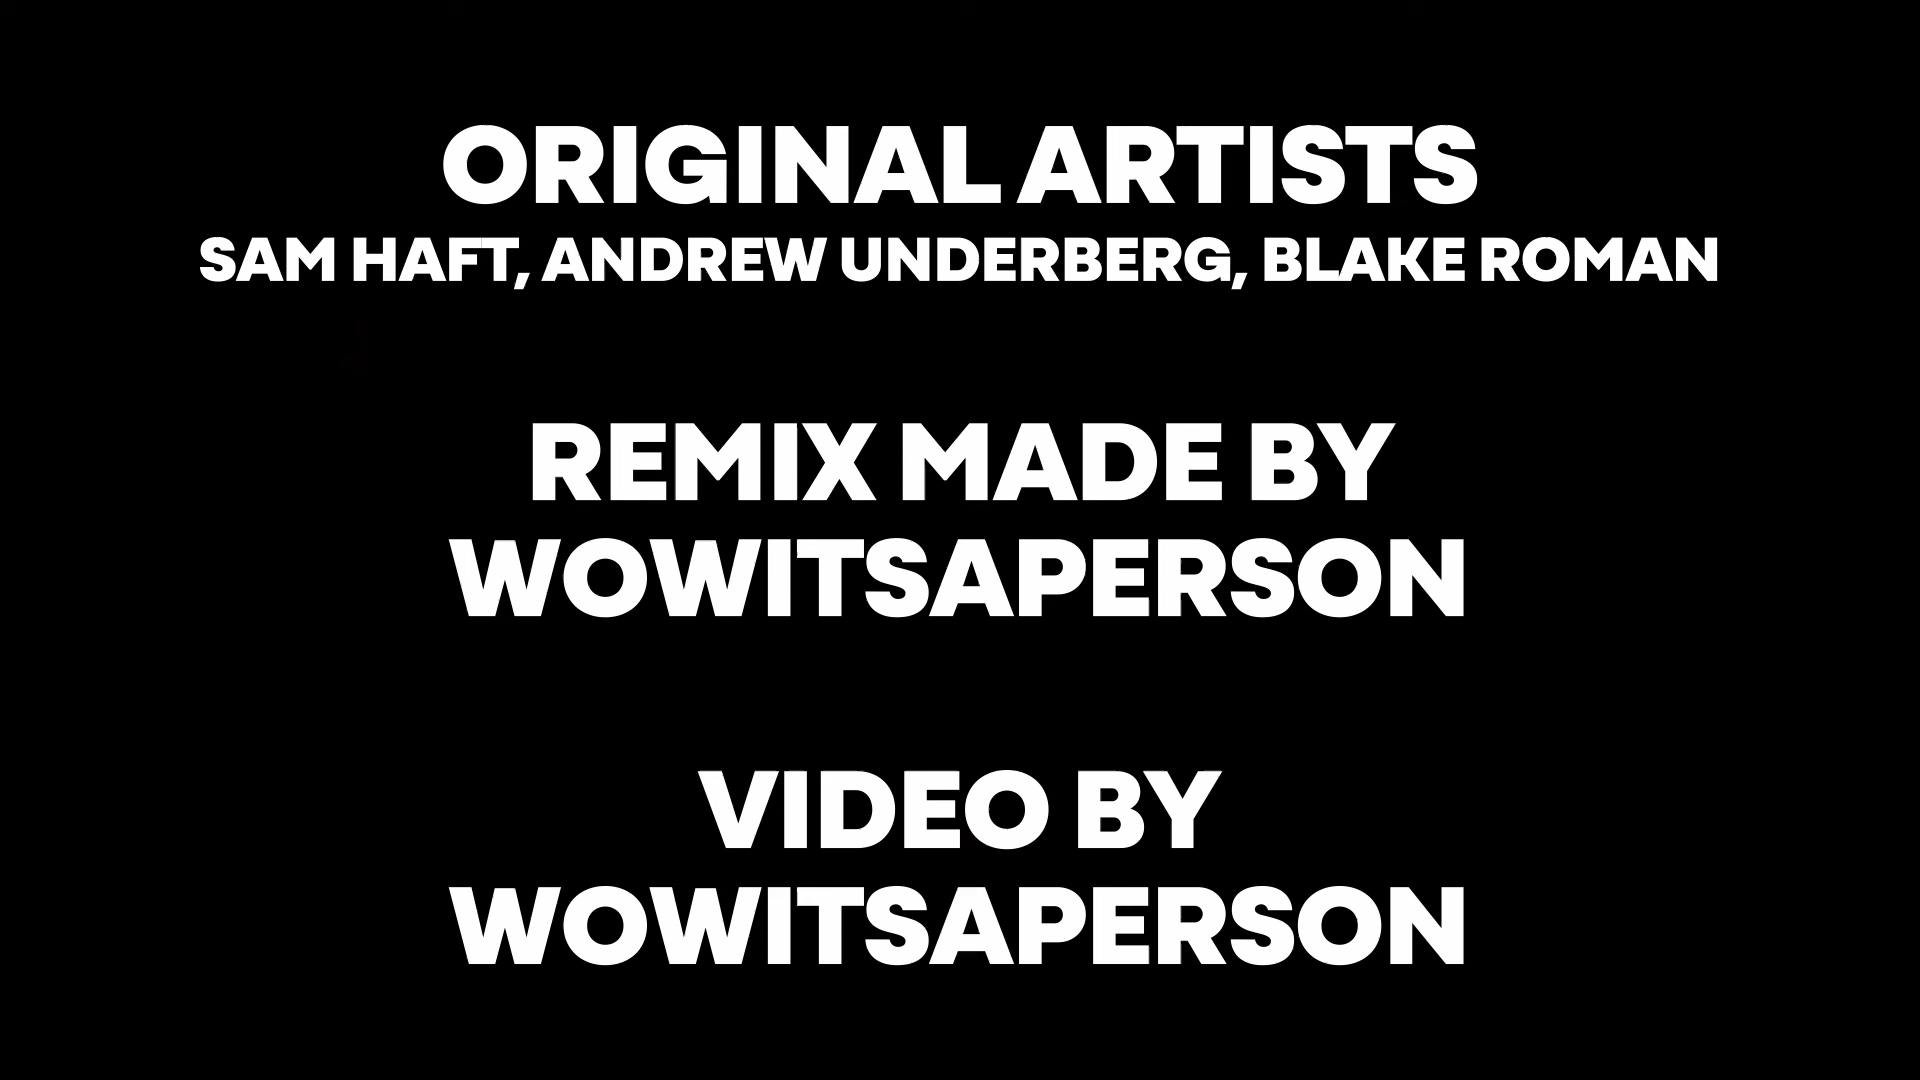 ORIGINAL ARTISTS
SAM HAFT, ANDREW UNDERBERG, BLAKE ROMAN
REMIX MADE BY
WOWITSAPERSON
VIDEO BY
WOWITSAPERSON